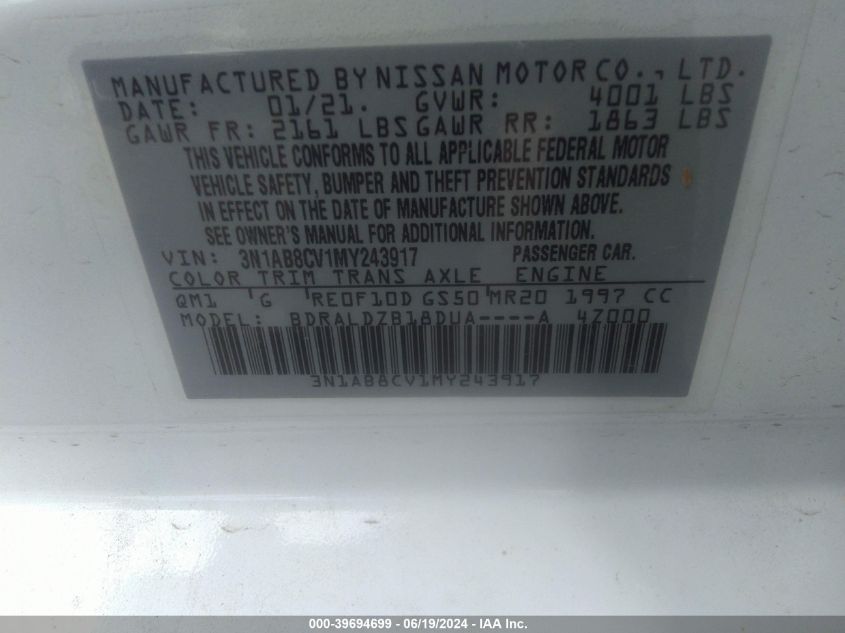 MANUFACTURED BY NISSAN MOTOR CO., LTD.
DATE: 01/21. GVWR: 4001 LBS
GAWR FR: 2161 LBS GAWR RR: 1863 LBS
THIS VEHICLE CONFORMS TO ALL APPLICABLE FEDERAL MOTOR
VEHICLE SAFETY, BUMPER AND THEFT PREVENTION STANDARDS
IN EFFECT ON THE DATE OF MANUFACTURE SHOWN ABOVE.
SEE OWNER'S MANUAL FOR ADDITIONAL INFORMATION.
VIN: 3N1AB8CV1MY243917 PASSENGER CAR.
COLOR TRIM TRANS AXLE ENGINE
QM1 'G 'RE0F10D GS50'MR20 1997 CC
MODEL: BDRALDZB18DUA----A 4Z000
3N1AB8CV1MY243917
000-39694699 - 06/19/2024 - IAA Inc.